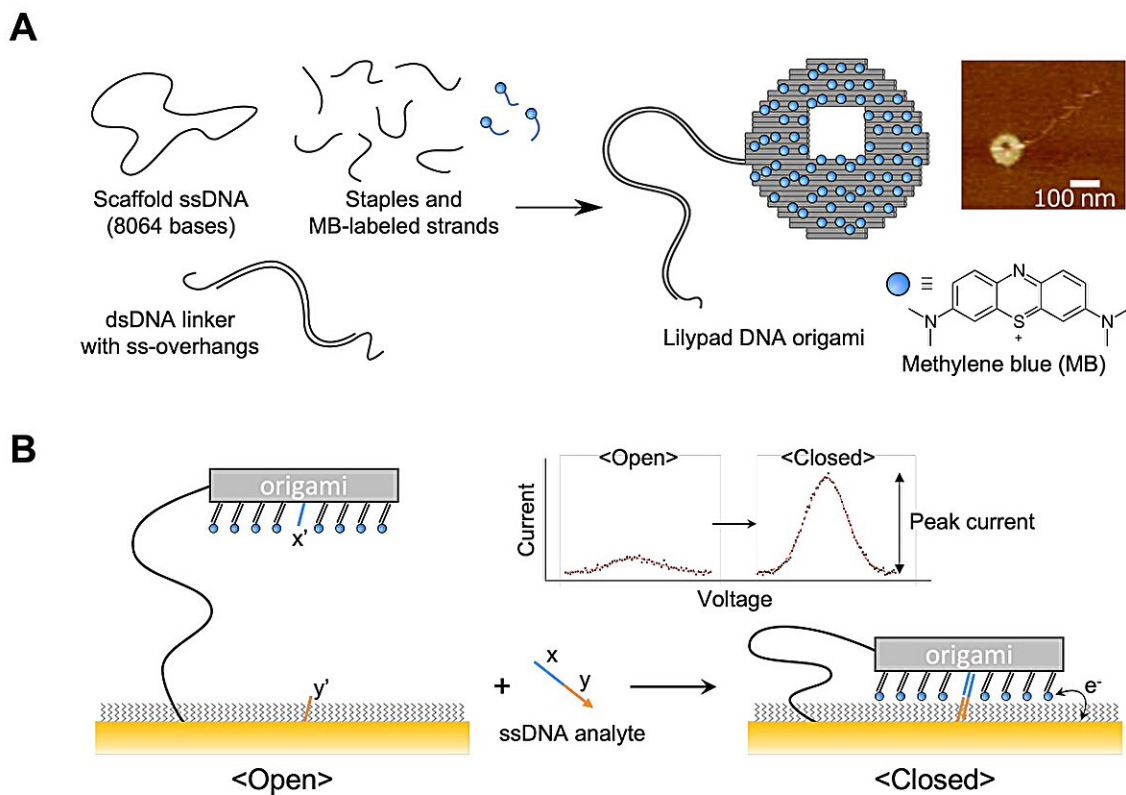 A
Scaffold ssDNA
(8064 bases)
Staples and
MB-labeled strands
dsDNA linker
with ss-overhangs
Lilypad DNA origami
100 nm
≡
N
N
S
+
N
Methylene blue (MB)
B
origami
x'
y'
<Open>
+
x
y
ssDNA analyte
<Open>
<Closed>
Current
Peak current
Voltage
origami
e-
<Closed>